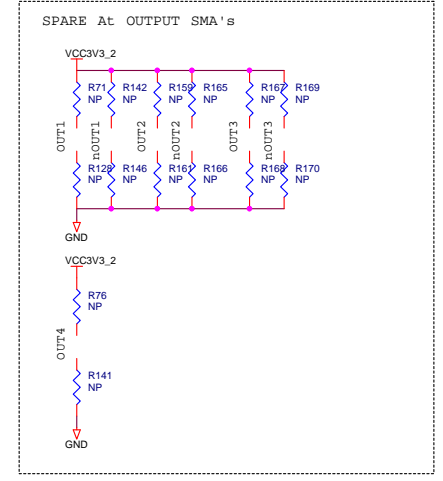 SPARE At OUTPUT SMA's
VCC3V3_2
R71 R142 R159 R165 R167 R169
NP NP NP NP NP NP
OUT1 nOUT1 OUT2 nOUT2 OUT3 nOUT3
R128 R146 R161 R166 R168 R170
NP NP NP NP NP NP
GND
VCC3V3_2
R76
NP
OUT4
R141
NP
GND